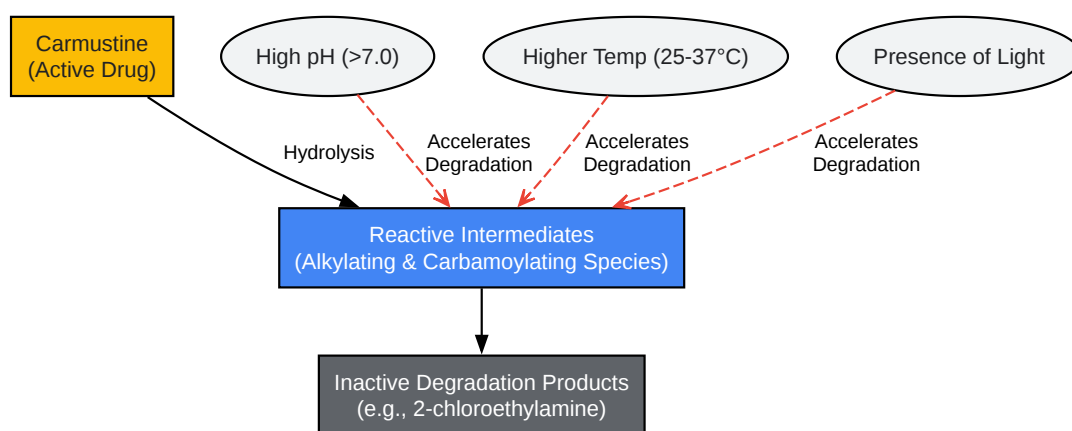 Carmustine
(Active Drug)
High pH (>7.0)
Higher Temp (25-37°C)
Presence of Light
Hydrolysis
Accelerates
Degradation
Accelerates
Degradation
Accelerates
Degradation
Reactive Intermediates
(Alkylating & Carbamoylating Species)
Inactive Degradation Products
(e.g., 2-chloroethylamine)